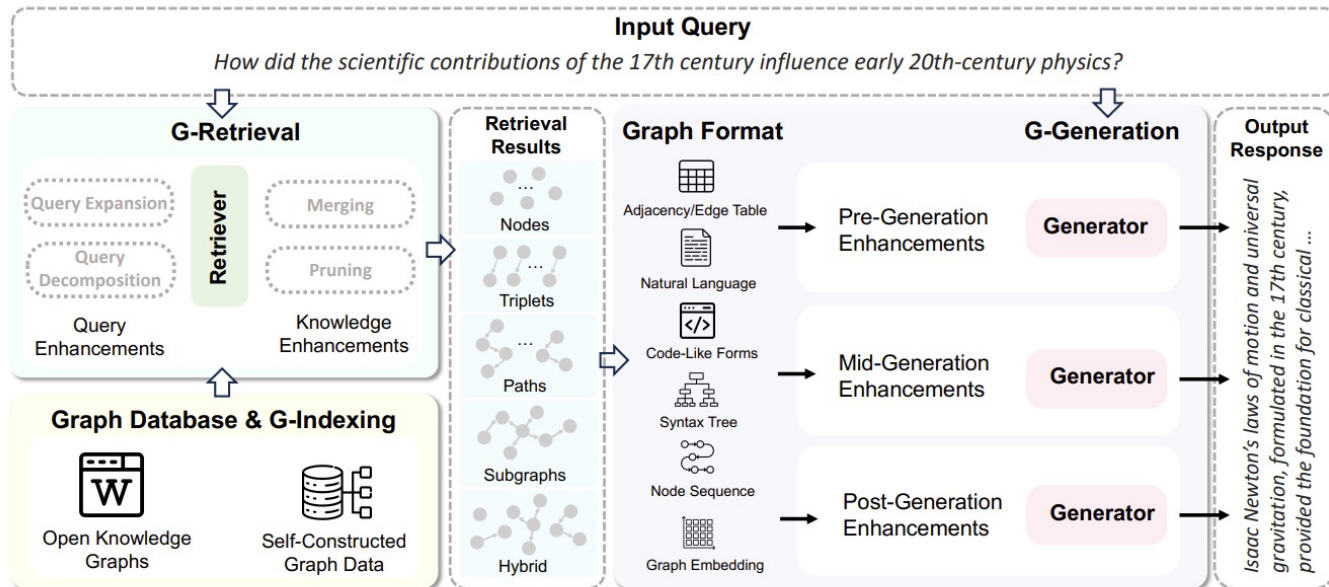 Input Query
How did the scientific contributions of the 17th century influence early 20th-century physics?
G-Retrieval
Query Expansion
Query
Decomposition
Query
Enhancements
Retriever
Merging
Pruning
Knowledge
Enhancements
Graph Database & G-Indexing
W
Open Knowledge
Graphs
Self-Constructed
Graph Data
Retrieval
Results
...
Nodes
...
Triplets
...
Paths
Subgraphs
Hybrid
Graph Format
Adjacency/Edge Table
Natural Language
</>
Code-Like Forms
Syntax Tree
Node Sequence
Graph Embedding
G-Generation
Pre-Generation
Enhancements
Generator
Mid-Generation
Enhancements
Generator
Post-Generation
Enhancements
Generator
Output
Response
Isaac Newton's laws of motion and universal
gravitation, formulated in the 17th century,
provided the foundation for classical ...